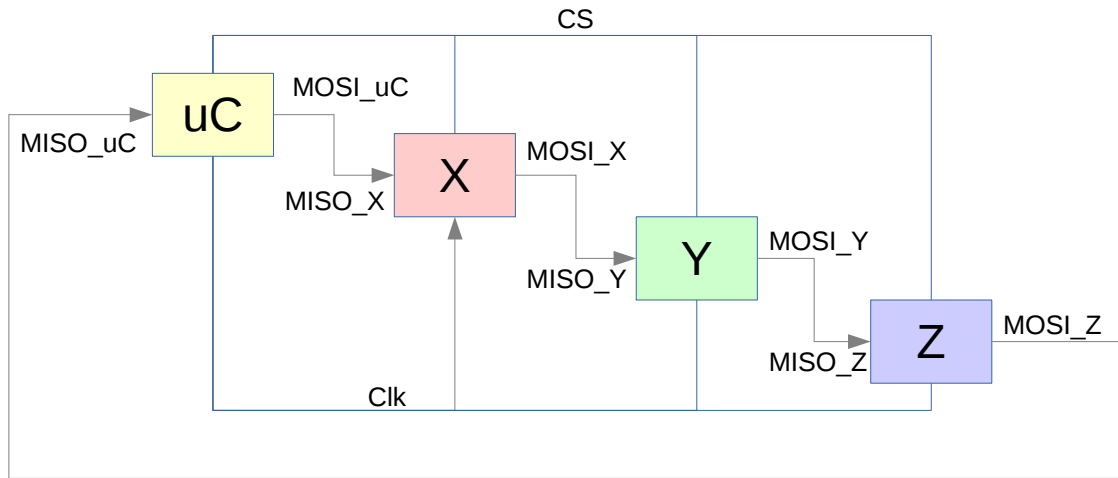 CS
uC
MOSI_uC
MISO_uC
X
MOSI_X
MISO_X
Y
MOSI_Y
MISO_Y
Z
MOSI_Z
MISO_Z
Clk